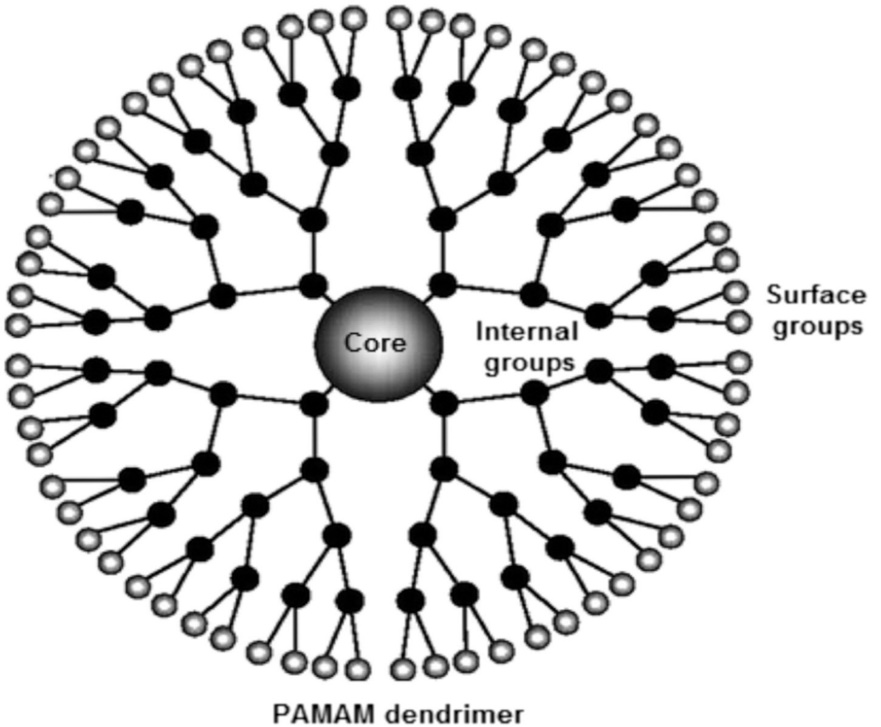 Core
Internal
groups
Surface
groups
PAMAM dendrimer